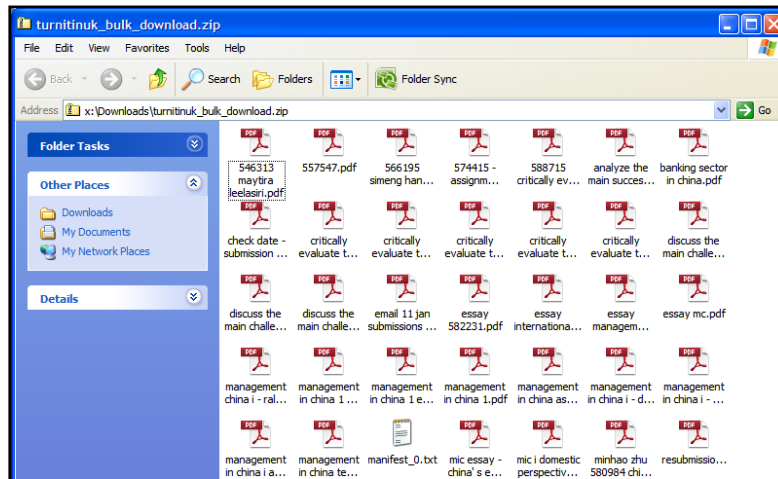 turnitinuk_bulk_download.zip
File Edit View Favorites Tools Help
Back Search Folders Folder Sync
Address x:\Downloads\turnitinuk_bulk_download.zip Go
Folder Tasks
Other Places
Downloads
My Documents
My Network Places
Details
546313 maytira leelasiri.pdf
557547.pdf
566195 simeng han...
574415 - assignm...
588715 critically ev...
analyze the main succes...
banking sector in china.pdf
check date - submission ...
critically evaluate t...
critically evaluate t...
critically evaluate t...
critically evaluate t...
critically evaluate t...
discuss the main challe...
discuss the main challe...
discuss the main challe...
email 11 jan submissions ...
essay 582231.pdf
essay internationa...
essay managem...
essay mc.pdf
management china i - ral...
management in china 1 ...
management in china 1 e...
management in china 1.pdf
management in china as...
management in china i - d...
management in china i - ...
management in china i a...
management in china te...
manifest_0.txt
mic essay - china's e...
mic i domestic perspectiv...
minhao zhu 580984 chi...
resubmissio...